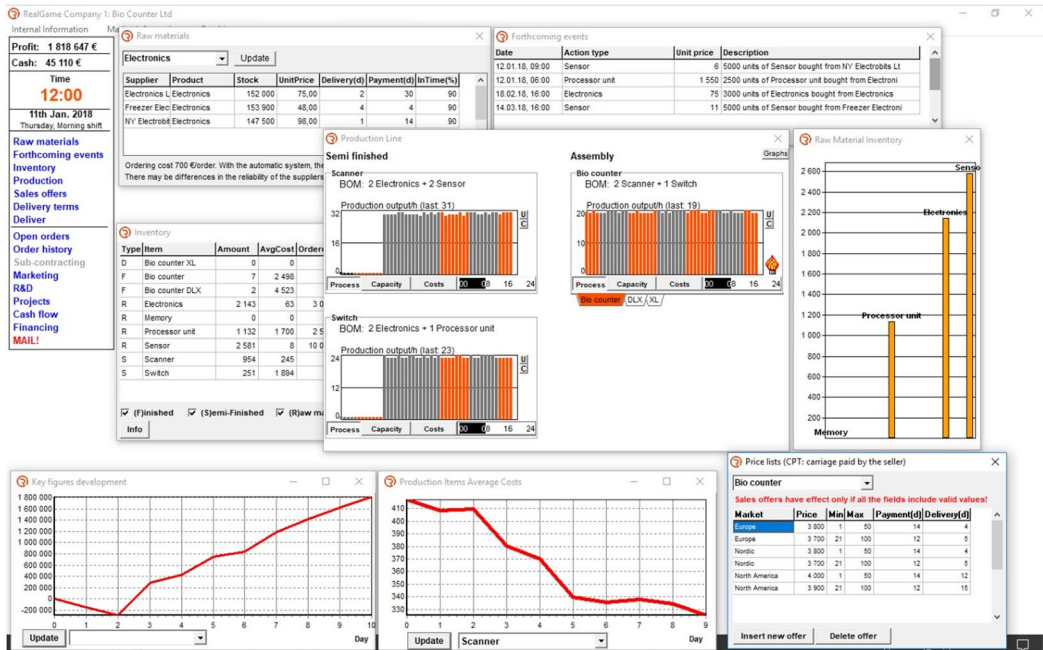 RealGame Company 1: Bio Counter Ltd
Internal Information
Profit: 1 818 647 €
Cash: 45 110 €
Time
12:00
11th Jan. 2018
Thursday, Morning shift
Raw materials
Forthcoming events
Inventory
Production
Sales offers
Delivery terms
Deliver
Open orders
Order history
Sub-contracting
Marketing
R&D
Projects
Cash flow
Financing
MAIL!
Raw materials
Electronics Update
Supplier Product Stock UnitPrice Delivery(d) Payment(d) InTime(%)
Electronics L Electronics 152 000 75,00 2 30 90
Freezer Elec Electronics 153 900 48,00 4 4 90
NY Electrobit Electronics 147 500 98,00 1 14 90
Ordering cost 700 €/order. With the automatic system, the
There may be differences in the reliability of the suppliers
Forthcoming events
Date Action type Unit price Description
12.01.18, 09:00 Sensor 6 5000 units of Sensor bought from NY Electrobits Lt
12.01.18, 06:00 Processor unit 1 550 2500 units of Processor unit bought from Electroni
18.02.18, 16:00 Electronics 75 3000 units of Electronics bought from Electronics
14.03.18, 16:00 Sensor 11 5000 units of Sensor bought from Freezer Electroni
Inventory
Type Item Amount AvgCost Ordere
D Bio counter XL 0 0
F Bio counter 7 2 498
F Bio counter DLX 2 4 523
R Electronics 2 143 63 3 0
R Memory 0 0
R Processor unit 1 132 1 700 2 5
R Sensor 2 581 8 10 0
S Scanner 954 245
S Switch 251 1 894
(F)inished (S)emi-Finished (R)aw ma
Info
Production Line
Semi finished
Scanner
BOM: 2 Electronics + 2 Sensor
Production output/h (last: 31)
32
16
0
U
C
Process Capacity Costs 00 08 16 24
Switch
BOM: 2 Electronics + 1 Processor unit
Production output/h (last: 23)
24
12
0
U
C
Process Capacity Costs 00 08 16 24
Assembly
Graphs
Bio counter
BOM: 2 Scanner + 1 Switch
Production output/h (last: 19)
20
10
0
U
C
Process Capacity Costs 00 08 16 24
Bio counter DLX XL
Raw Material Inventory
2 600
2 400
2 200
2 000
1 800
1 600
1 400
1 200
1 000
800
600
400
200
0
Senso
Electronics
Processor unit
Memory
Key figures development
1 800 000
1 600 000
1 400 000
1 200 000
1 000 000
800 000
600 000
400 000
200 000
0
-200 000
0 1 2 3 4 5 6 7 8 9 10
Update Day
Production Items Average Costs
410
400
390
380
370
360
350
340
330
0 1 2 3 4 5 6 7 8 9
Update Scanner Day
Price lists (CPT: carriage paid by the seller)
Bio counter
Sales offers have effect only if all the fields include valid values!
Market Price Min Max Payment(d) Delivery(d)
Europe 3 800 1 50 14 4
Europe 3 700 21 100 12 5
Nordic 3 800 1 50 14 4
Nordic 3 700 21 100 12 5
North America 4 000 1 50 14 12
North America 3 900 21 100 12 15
Insert new offer Delete offer